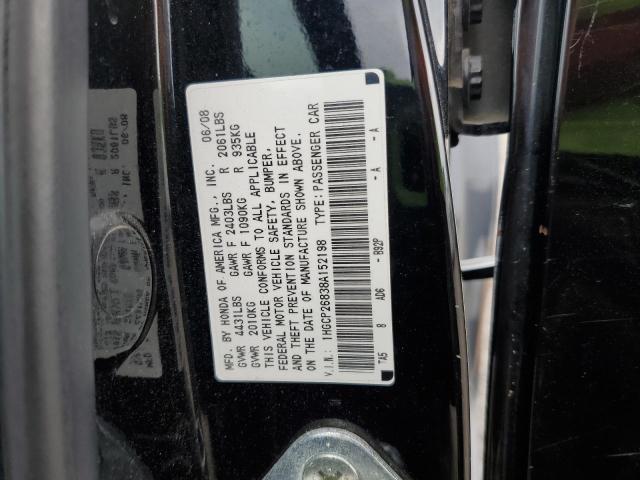 MFD. BY HONDA OF AMERICA MFG., INC. 06/08
GVWR 4431LBS GAWR F 2403LBS R 2061LBS
GVWR 2010KG GAWR F 1090KG R 935KG
THIS VEHICLE CONFORMS TO ALL APPLICABLE
FEDERAL MOTOR VEHICLE SAFETY, BUMPER,
AND THEFT PREVENTION STANDARDS IN EFFECT
ON THE DATE OF MANUFACTURE SHOWN ABOVE.
V.I.N.: 1HGCP26838A152198 TYPE: PASSENGER CAR
TA5 8 AD6 - B92P - A - A